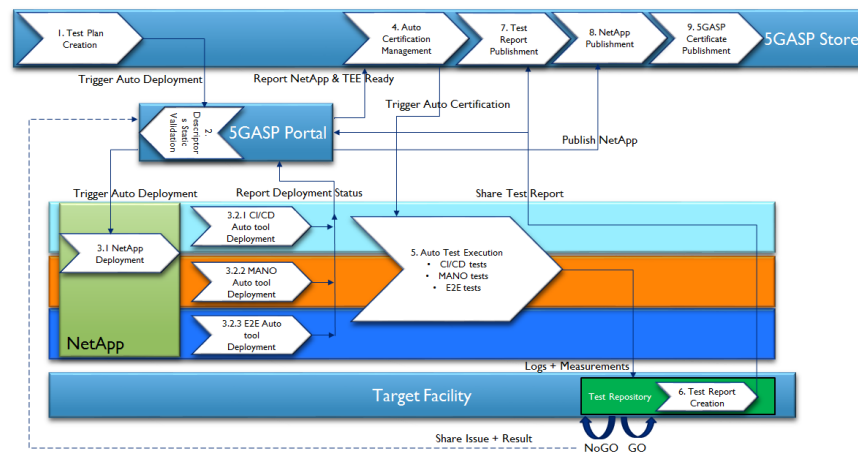 1. Test Plan
Creation
4. Auto
Certification
Management
7. Test
Report
Publishment
8. NetApp
Publishment
9. 5GASP
Certificate
Publishment
5GASP Store
Trigger Auto Deployment
Report NetApp & TEE Ready
Trigger Auto Certification
2.
Descriptor
s Static
Validation
5GASP Portal
Publish NetApp
Trigger Auto Deployment
Report Deployment Status
Share Test Report
3.1 NetApp
Deployment
3.2.1 CI/CD
Auto tool
Deployment
3.2.2 MANO
Auto tool
Deployment
3.2.3 E2E Auto
tool
Deployment
5. Auto Test Execution
• CI/CD tests
• MANO tests
• E2E tests
NetApp
Logs + Measurements
Target Facility
Test Repository
6. Test Report
Creation
Share Issue + Result
NoGO
GO